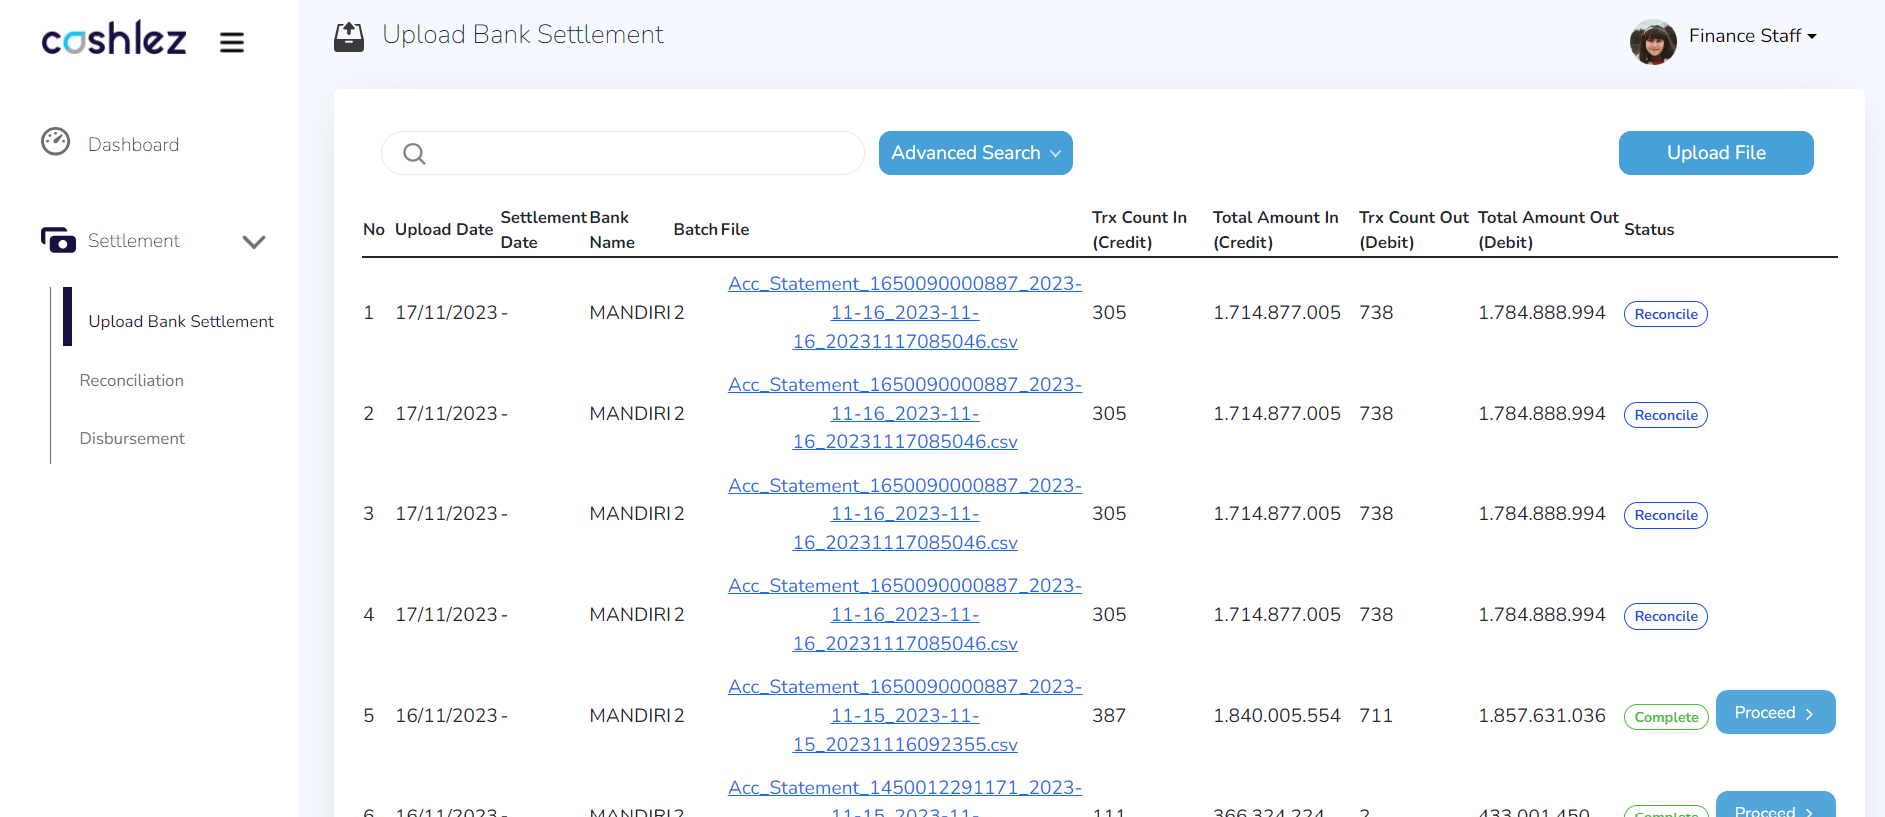 cashlez
Upload Bank Settlement
Finance Staff
Dashboard
Settlement
Upload Bank Settlement
Reconciliation
Disbursement
Advanced Search
Upload File
No Upload Date Settlement Date Bank Name Batch File Trx Count In (Credit) Total Amount In (Credit) Trx Count Out (Debit) Total Amount Out (Debit) Status
1 17/11/2023 - MANDIRI 2 Acc_Statement_1650090000887_2023-
11-16_2023-11-
16_20231117085046.csv 305 1.714.877.005 738 1.784.888.994 Reconcile
2 17/11/2023 - MANDIRI 2 Acc_Statement_1650090000887_2023-
11-16_2023-11-
16_20231117085046.csv 305 1.714.877.005 738 1.784.888.994 Reconcile
3 17/11/2023 - MANDIRI 2 Acc_Statement_1650090000887_2023-
11-16_2023-11-
16_20231117085046.csv 305 1.714.877.005 738 1.784.888.994 Reconcile
4 17/11/2023 - MANDIRI 2 Acc_Statement_1650090000887_2023-
11-16_2023-11-
16_20231117085046.csv 305 1.714.877.005 738 1.784.888.994 Reconcile
5 16/11/2023 - MANDIRI 2 Acc_Statement_1650090000887_2023-
11-15_2023-11-
15_20231116092355.csv 387 1.840.005.554 711 1.857.631.036 Complete Proceed
6 16/11/2023 - MANDIRI 2 Acc_Statement_1450012291171_2023-
11-15_2023-11- 111 366.324.224 2 433.001.450 Complete Proceed